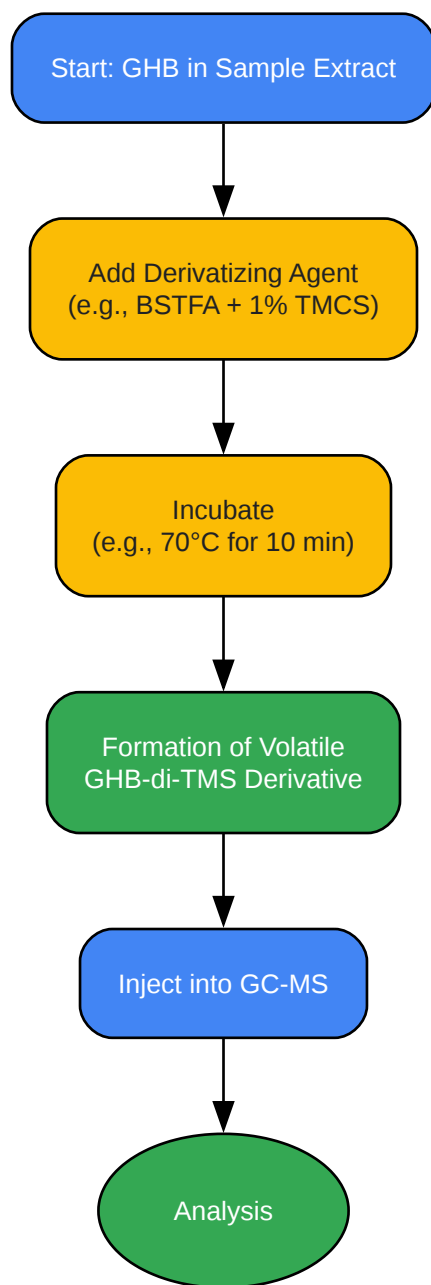 Start: GHB in Sample Extract
Add Derivatizing Agent
(e.g., BSTFA + 1% TMCS)
Incubate
(e.g., 70°C for 10 min)
Formation of Volatile
GHB-di-TMS Derivative
Inject into GC-MS
Analysis